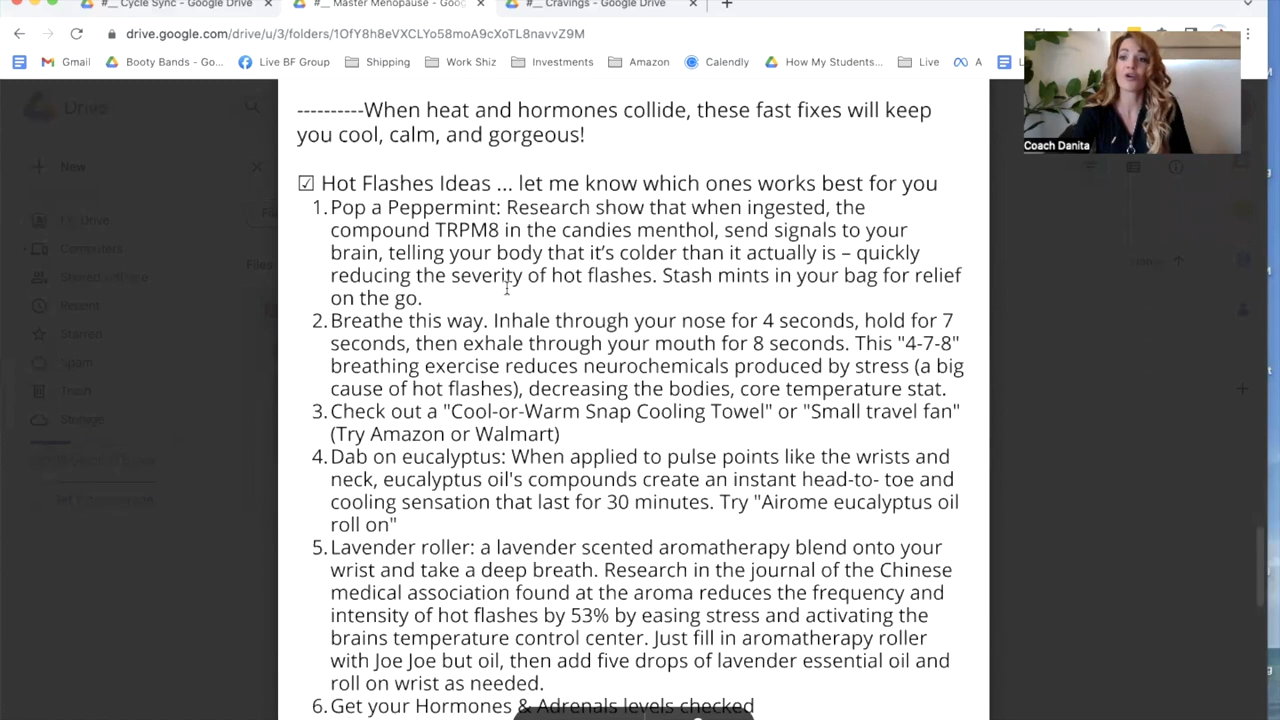 #_ Cycle Sync - Google Drive
#_ Master Menopause - Goo
#_ Cravings - Google Drive
drive.google.com/drive/u/3/folders/1OfY8h8eVXCLYo58moA9cXoTL8navvZ9M
Gmail Booty Bands - Go... Live BF Group Shipping Work Shiz Investments Amazon Calendly How My Students... Live A
Coach Danita
Drive
New
Computers
Recent
Starred
Spam
Trash
Storage
Files
----------When heat and hormones collide, these fast fixes will keep
you cool, calm, and gorgeous!
☑ Hot Flashes Ideas ... let me know which ones works best for you
1. Pop a Peppermint: Research show that when ingested, the
compound TRPM8 in the candies menthol, send signals to your
brain, telling your body that it's colder than it actually is – quickly
reducing the severity of hot flashes. Stash mints in your bag for relief
on the go.
2. Breathe this way. Inhale through your nose for 4 seconds, hold for 7
seconds, then exhale through your mouth for 8 seconds. This "4-7-8"
breathing exercise reduces neurochemicals produced by stress (a big
cause of hot flashes), decreasing the bodies, core temperature stat.
3. Check out a "Cool-or-Warm Snap Cooling Towel" or "Small travel fan"
(Try Amazon or Walmart)
4. Dab on eucalyptus: When applied to pulse points like the wrists and
neck, eucalyptus oil's compounds create an instant head-to- toe and
cooling sensation that last for 30 minutes. Try "Airome eucalyptus oil
roll on"
5. Lavender roller: a lavender scented aromatherapy blend onto your
wrist and take a deep breath. Research in the journal of the Chinese
medical association found at the aroma reduces the frequency and
intensity of hot flashes by 53% by easing stress and activating the
brains temperature control center. Just fill in aromatherapy roller
with Joe Joe but oil, then add five drops of lavender essential oil and
roll on wrist as needed.
6. Get your Hormones & Adrenals levels checked